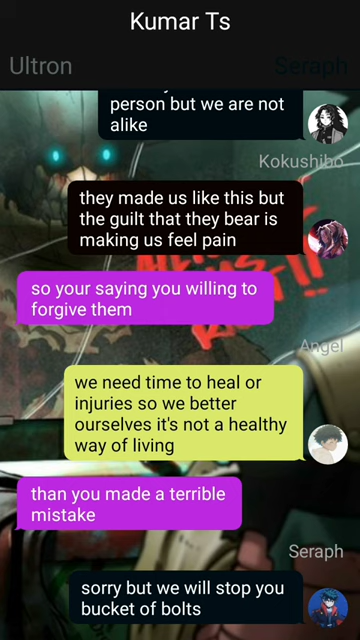 Kumar Ts
Ultron
Seraph
person but we are not
alike
Kokushibo
they made us like this but
the guilt that they bear is
making us feel pain
so your saying you willing to
forgive them
Angel
we need time to heal or
injuries so we better
ourselves it's not a healthy
way of living
than you made a terrible
mistake
Seraph
sorry but we will stop you
bucket of bolts